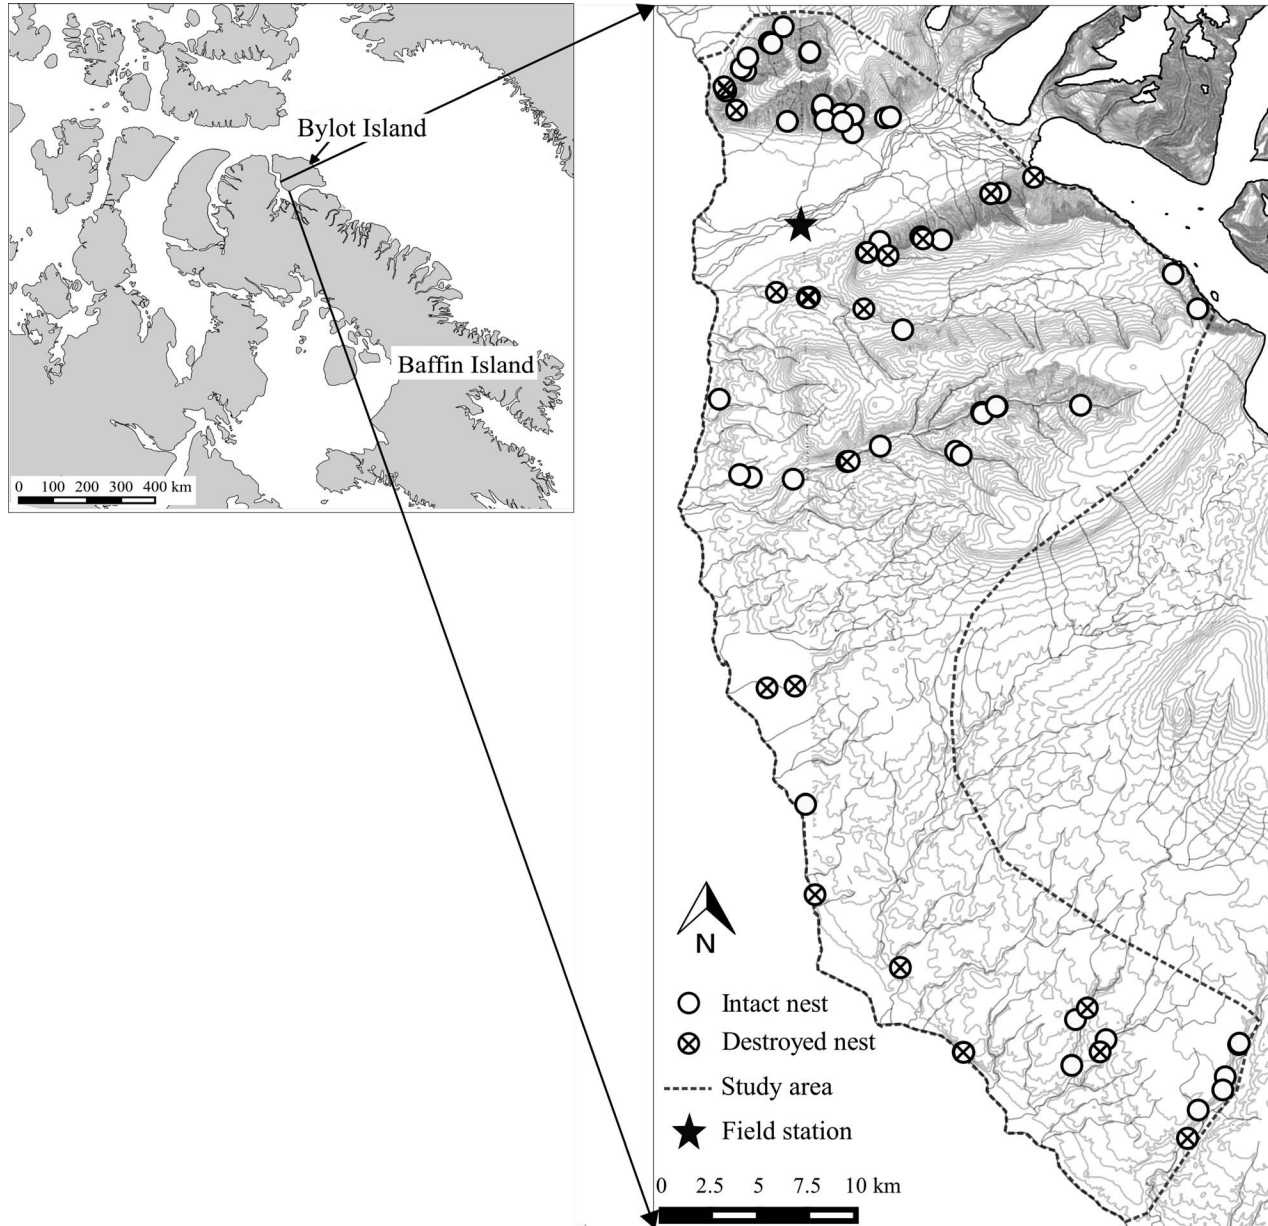 Bylot Island
Baffin Island
0 100 200 300 400 km
N
Intact nest
Destroyed nest
Study area
Field station
0 2.5 5 7.5 10 km